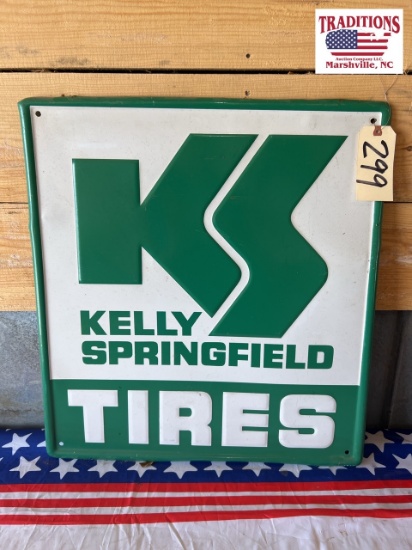 TRADITIONS
Auction Company LLC.
Marshville, NC
299
KS
KELLY
SPRINGFIELD
TIRES